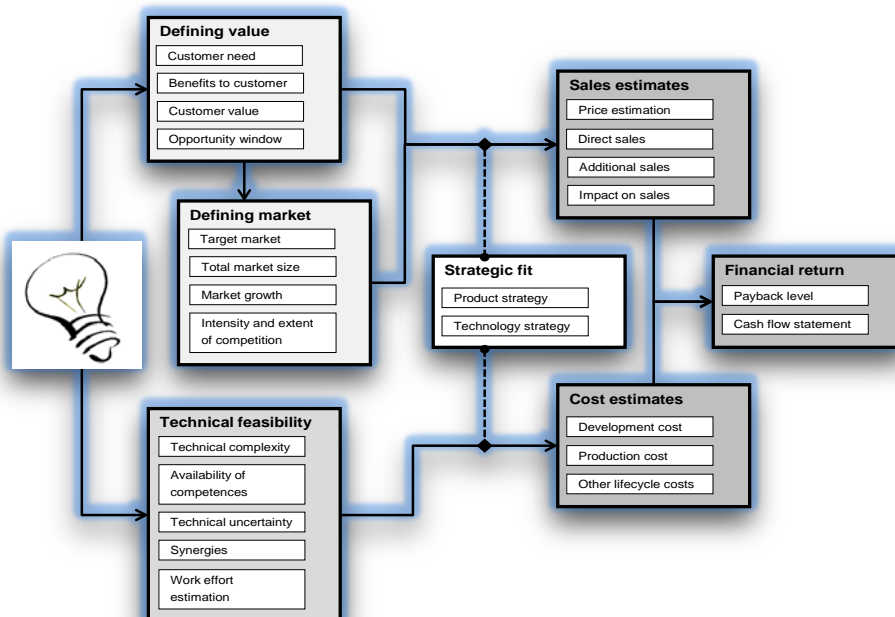 Defining value
Customer need
Benefits to customer
Customer value
Opportunity window
Defining market
Target market
Total market size
Market growth
Intensity and extent
of competition
Technical feasibility
Technical complexity
Availability of
competences
Technical uncertainty
Synergies
Work effort
estimation
Strategic fit
Product strategy
Technology strategy
Sales estimates
Price estimation
Direct sales
Additional sales
Impact on sales
Cost estimates
Development cost
Production cost
Other lifecycle costs
Financial return
Payback level
Cash flow statement